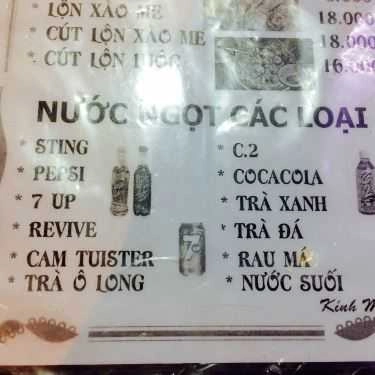 * LỘN XÀO ME
* CÚT LỘN XÀO ME
* CÚT LỘN LUỘC
18.000
18.000
16.000
NƯỚC NGỌT CÁC LOẠI
* STING
* PEPSI
* 7 UP
* REVIVE
* CAM TUISTER
* TRÀ Ô LONG
* C.2
* COCACOLA
* TRÀ XANH
* TRÀ ĐÁ
* RAU MÁ
* NƯỚC SUỐI
Kính